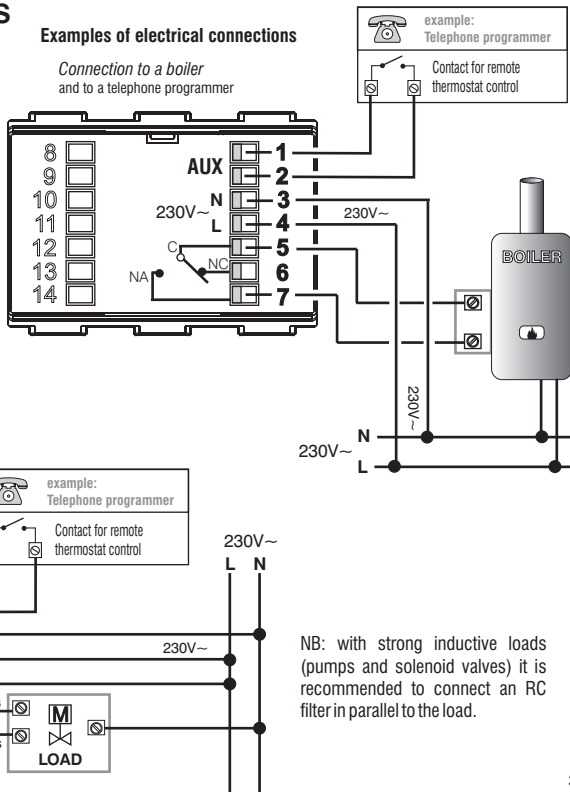 S
Examples of electrical connections
Connection to a boiler
and to a telephone programmer
example:
Telephone programmer
Contact for remote
thermostat control
8
9
10
11
12
13
14
AUX
N
230V~
L
C
NC
NA
1
2
3
4
5
6
7
230V~
BOILER
230V~
N
230V~
L
example:
Telephone programmer
Contact for remote
thermostat control
230V~
L N
230V~
M
LOAD
NB: with strong inductive loads
(pumps and solenoid valves) it is
recommended to connect an RC
filter in parallel to the load.